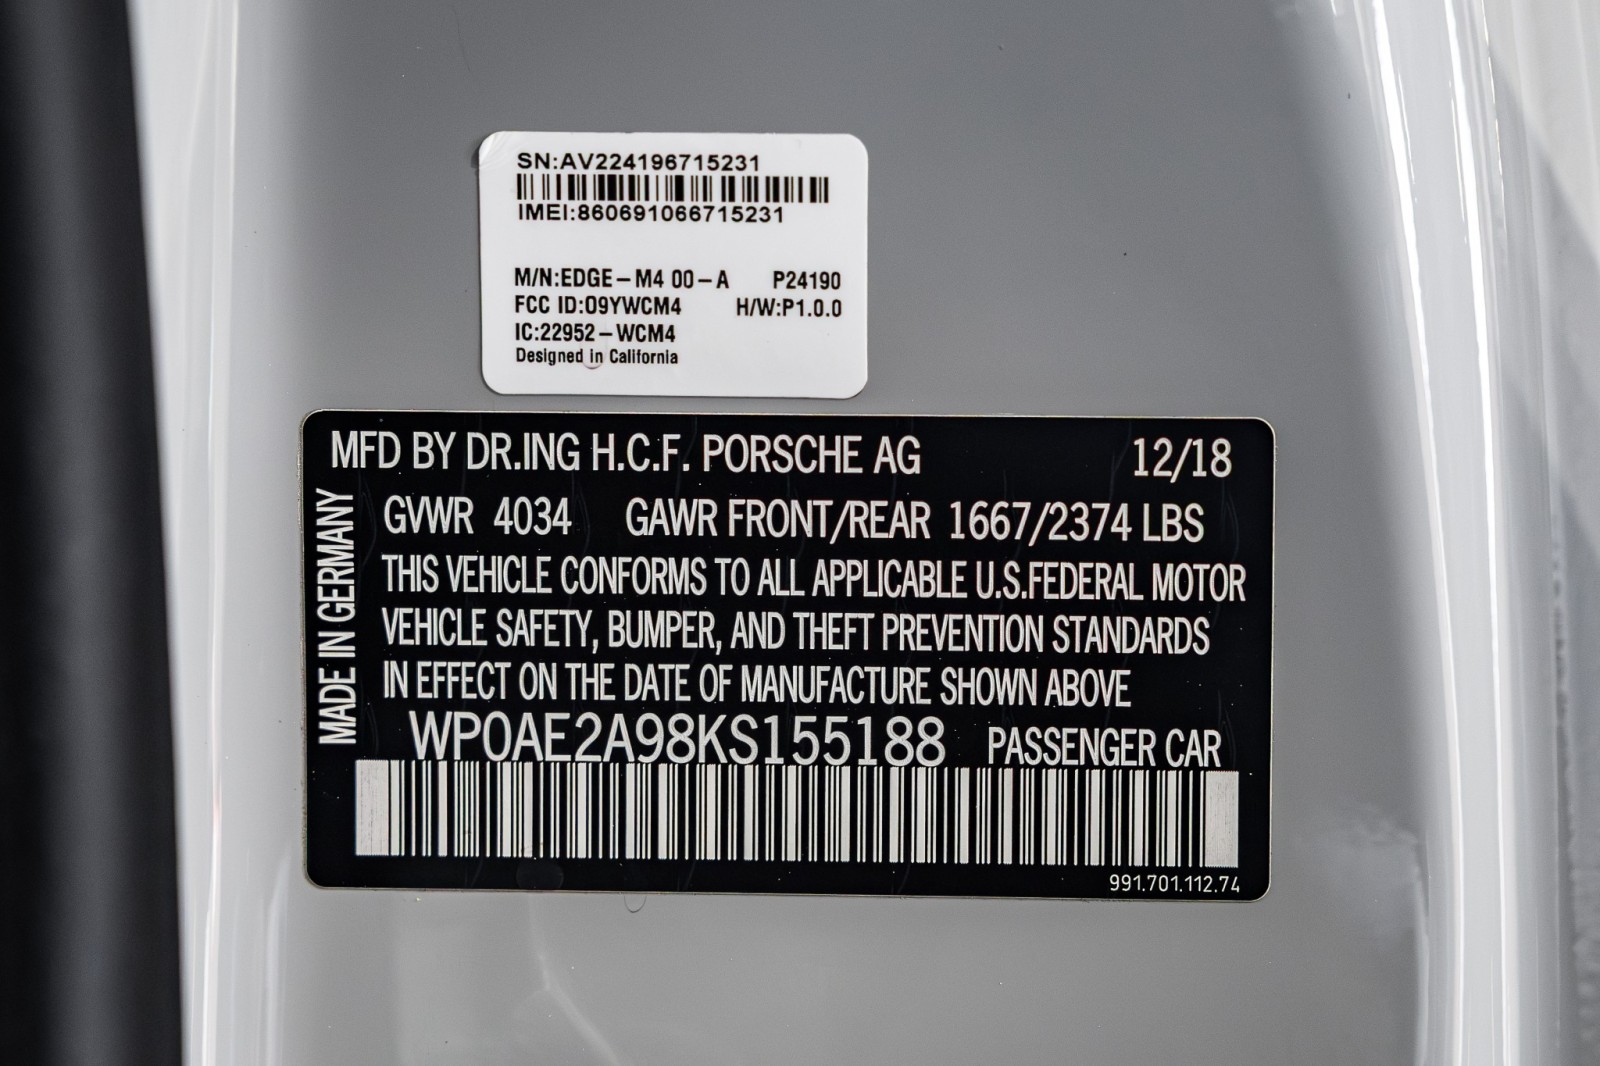 SN:AV224196715231
IMEI:860691066715231
M/N:EDGE-M4 00-A P24190
FCC ID:O9YWCM4 H/W:P1.0.0
IC:22952-WCM4
Designed in California
MFD BY DR.ING H.C.F. PORSCHE AG 12/18
GVWR 4034 GAWR FRONT/REAR 1667/2374 LBS
THIS VEHICLE CONFORMS TO ALL APPLICABLE U.S.FEDERAL MOTOR
VEHICLE SAFETY, BUMPER, AND THEFT PREVENTION STANDARDS
IN EFFECT ON THE DATE OF MANUFACTURE SHOWN ABOVE
WP0AE2A98KS155188 PASSENGER CAR
MADE IN GERMANY
991.701.112.74